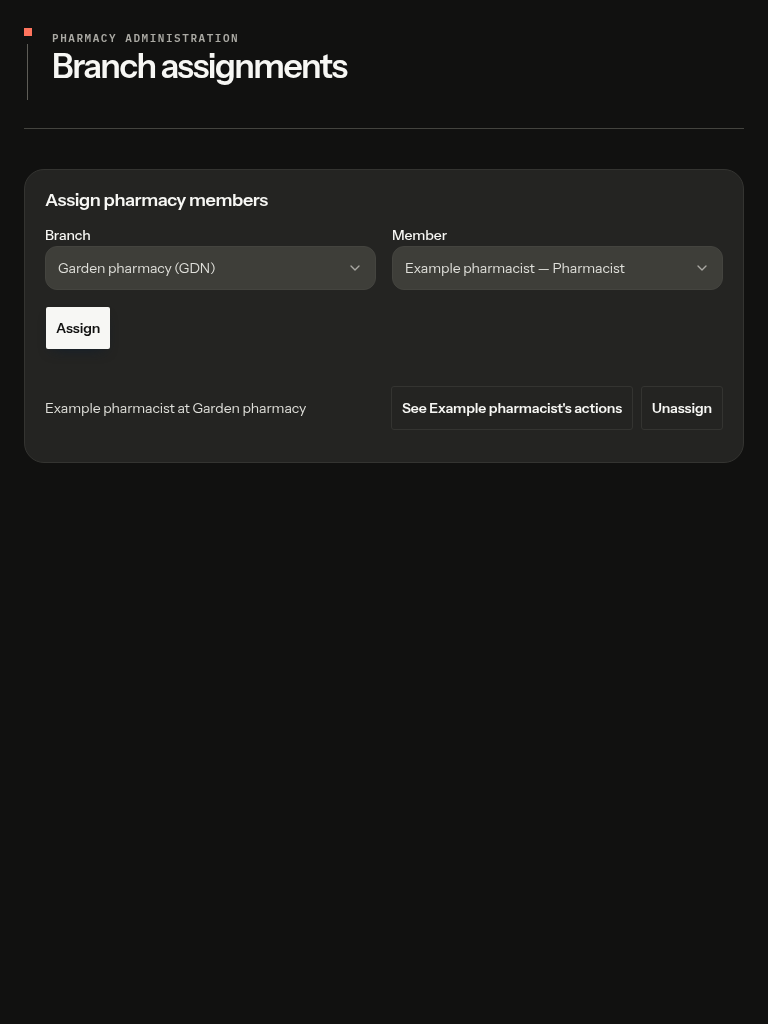 PHARMACY ADMINISTRATION
Branch assignments
Assign pharmacy members
Branch
Member
Garden pharmacy (GDN)
Example pharmacist — Pharmacist
Assign
Example pharmacist at Garden pharmacy
See Example pharmacist's actions
Unassign